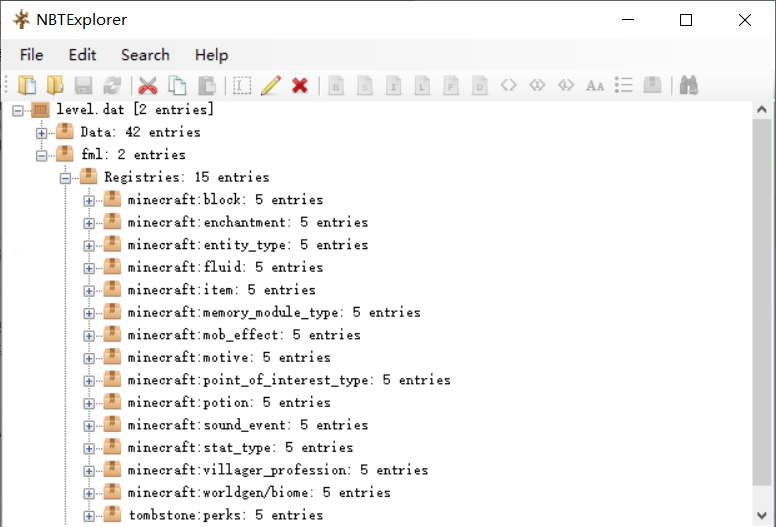 NBTExplorer
File Edit Search Help
B S I L F D <> <> <> AA
level.dat [2 entries]
Data: 42 entries
fml: 2 entries
Registries: 15 entries
minecraft:block: 5 entries
minecraft:enchantment: 5 entries
minecraft:entity_type: 5 entries
minecraft:fluid: 5 entries
minecraft:item: 5 entries
minecraft:memory_module_type: 5 entries
minecraft:mob_effect: 5 entries
minecraft:motive: 5 entries
minecraft:point_of_interest_type: 5 entries
minecraft:potion: 5 entries
minecraft:sound_event: 5 entries
minecraft:stat_type: 5 entries
minecraft:villager_profession: 5 entries
minecraft:worldgen/biome: 5 entries
tombstone:perks: 5 entries